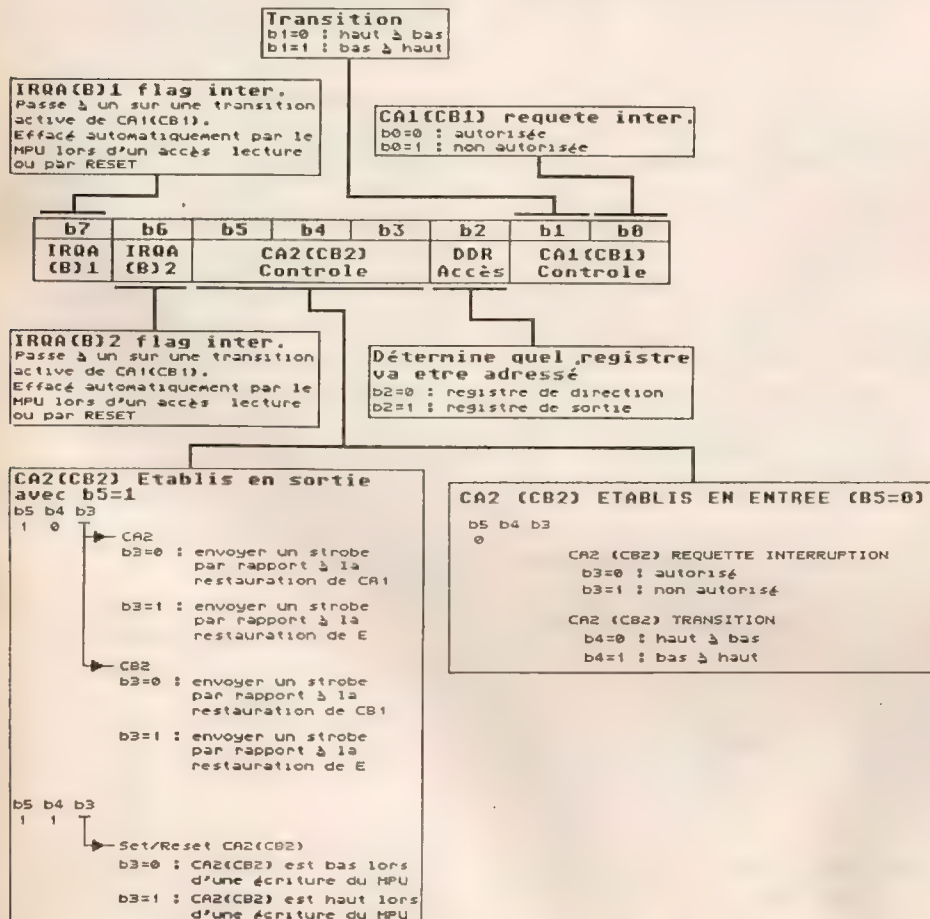 Transition
b1=0 : haut à bas
b1=1 : bas à haut
IRQA(B)1 flag inter.
Passe à un sur une transition
active de CA1(CB1).
Effacé automatiquement par le
MPU lors d'un accès lecture
ou par RESET
CA1(CB1) requete inter.
b0=0 : autorisée
b0=1 : non autorisée
b7 b6 b5 b4 b3 b2 b1 b0
IRQA IRQA CA2(CB2) DDR CA1(CB1)
(B)1 (B)2 Controle Accès Controle
IRQA(B)2 flag inter.
Passe à un sur une transition
active de CA1(CB1).
Effacé automatiquement par le
MPU lors d'un accès lecture
ou par RESET
Détermine quel registre
va etre adressé
b2=0 : registre de direction
b2=1 : registre de sortie
CA2(CB2) Etablis en sortie
avec b5=1
b5 b4 b3
1 0
CA2
b3=0 : envoyer un strobe
par rapport à la
restauration de CA1
b3=1 : envoyer un strobe
par rapport à la
restauration de E
CB2
b3=0 : envoyer un strobe
par rapport à la
restauration de CB1
b3=1 : envoyer un strobe
par rapport à la
restauration de E
b5 b4 b3
1 1
Set/Reset CA2(CB2)
b3=0 : CA2(CB2) est bas lors
d'une écriture du MPU
b3=1 : CA2(CB2) est haut lors
d'une écriture du MPU
CA2 (CB2) ETABLIS EN ENTREE (B5=0)
b5 b4 b3
0
CA2 (CB2) REQUETTE INTERRUPTION
b3=0 : autorisé
b3=1 : non autorisé
CA2 (CB2) TRANSITION
b4=0 : haut à bas
b4=1 : bas à haut